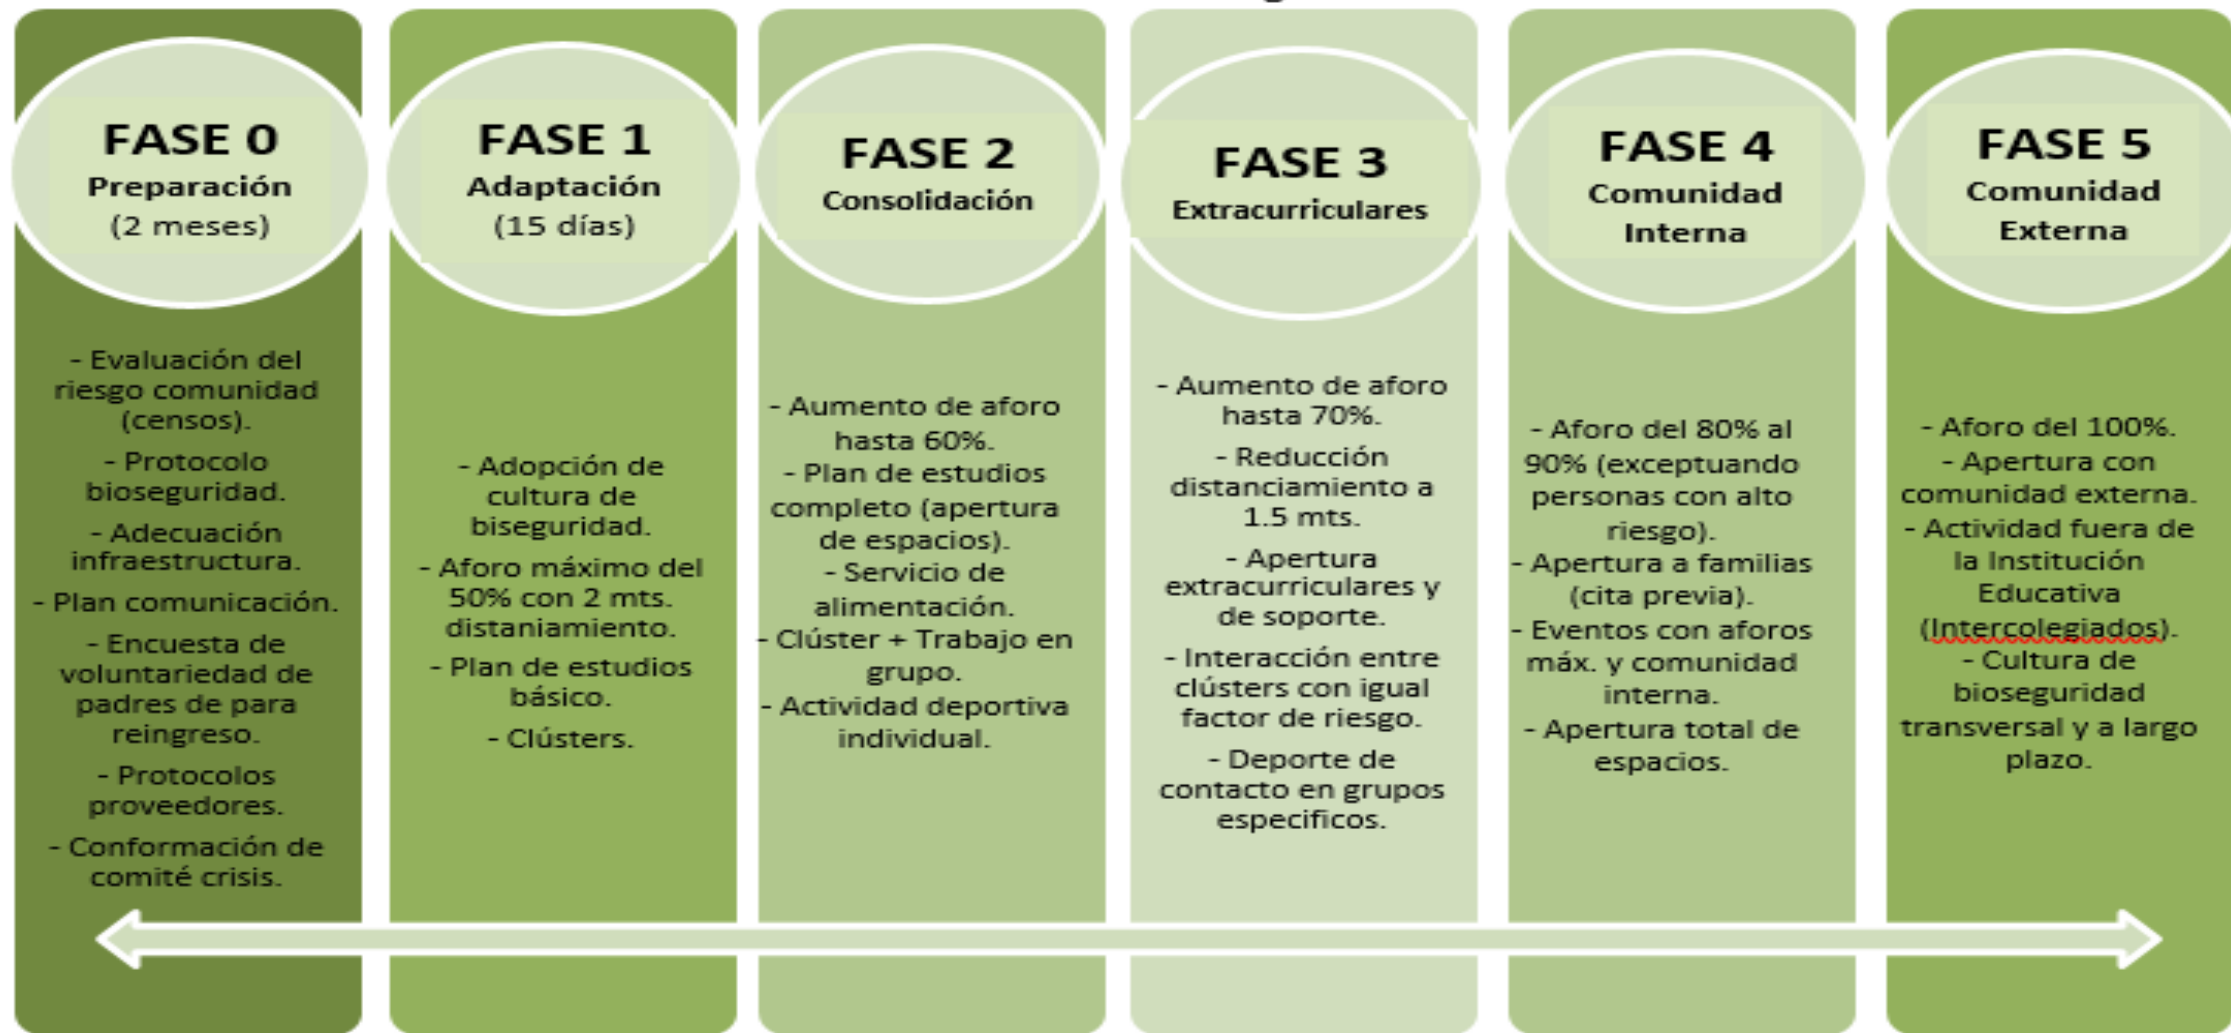 FASE 0
Preparación
(2 meses)
- Evaluación del
riesgo comunidad
(censos).
- Protocolo
bioseguridad.
- Adecuación
infraestructura.
- Plan comunicación.
- Encuesta de
voluntariedad de
padres de para
reingreso.
- Protocolos
proveedores.
- Conformación de
comité crisis.
FASE 1
Adaptación
(15 días)
- Adopción de
cultura de
biseguridad.
- Aforo máximo del
50% con 2 mts.
distaniamiento.
- Plan de estudios
básico.
- Clústers.
FASE 2
Consolidación
- Aumento de aforo
hasta 60%.
- Plan de estudios
completo (apertura
de espacios).
- Servicio de
alimentación.
- Clúster + Trabajo en
grupo.
- Actividad deportiva
individual.
FASE 3
Extracurriculares
- Aumento de aforo
hasta 70%.
- Reducción
distanciamiento a
1.5 mts.
- Apertura
extracurriculares y
de soporte.
- Interacción entre
clústers con igual
factor de riesgo.
- Deporte de
contacto en grupos
especificos.
FASE 4
Comunidad
Interna
- Aforo del 80% al
90% (exceptuando
personas con alto
riesgo).
- Apertura a familias
(cita previa).
- Eventos con aforos
máx. y comunidad
interna.
- Apertura total de
espacios.
FASE 5
Comunidad
Externa
- Aforo del 100%.
- Apertura con
comunidad externa.
- Actividad fuera de
la Institución
Educativa
(Intercolegiados).
- Cultura de
bioseguridad
transversal y a largo
plazo.